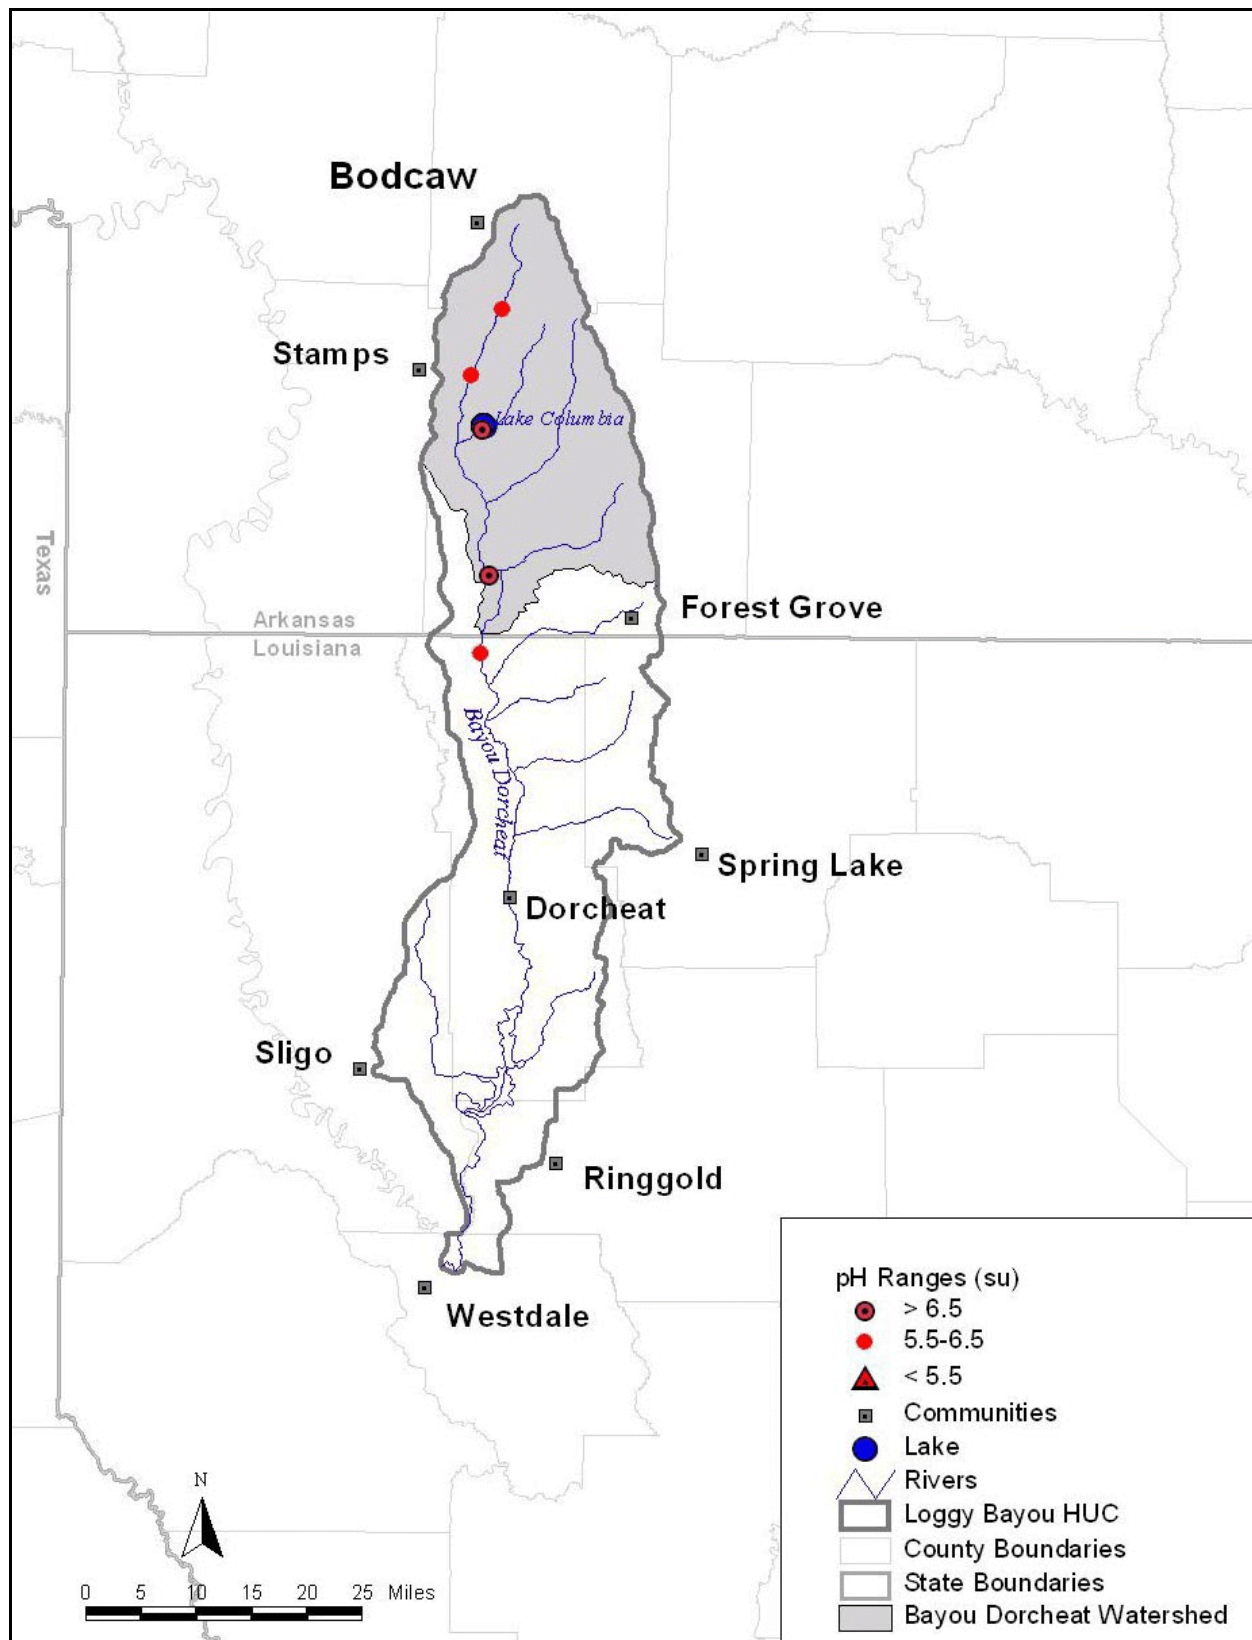 Bodcaw
Stamps
Lake Columbia
Texas
Forest Grove
Arkansas
Louisiana
Bayou Dorcheat
Spring Lake
Dorcheat
Sligo
Ringgold
Westdale
pH Ranges (su)
> 6.5
5.5-6.5
< 5.5
Communities
Lake
Rivers
Loggy Bayou HUC
County Boundaries
State Boundaries
Bayou Dorcheat Watershed
N
0 5 10 15 20 25 Miles